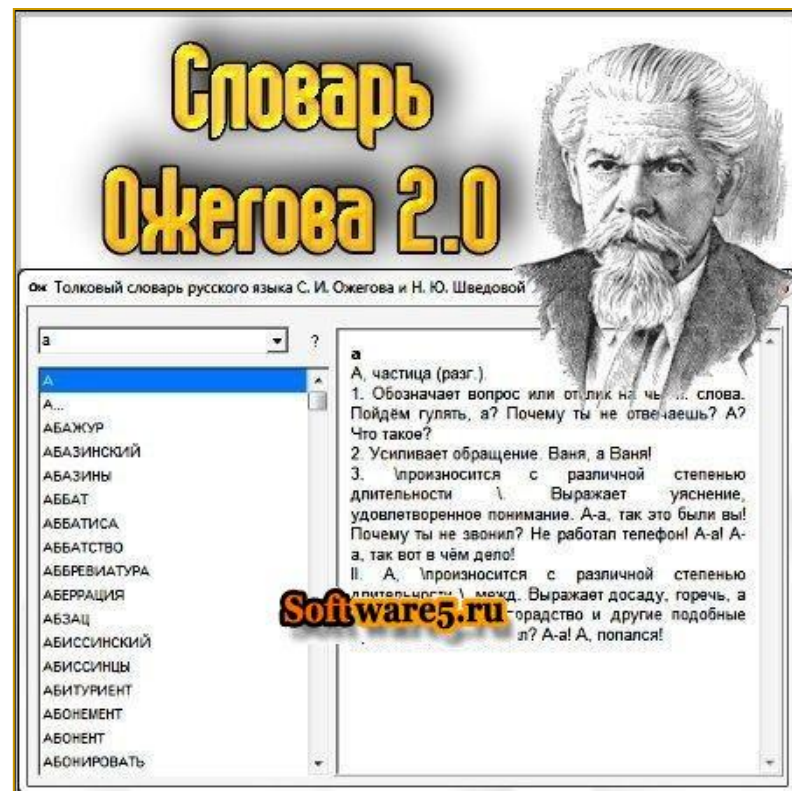 Словарь
Ожегова 2.0
Ож Толковый словарь русского языка С. И. Ожегова и Н. Ю. Шведовой
а
?
А
А...
АБАЖУР
АБАЗИНСКИЙ
АБАЗИНЫ
АББАТ
АББАТИСА
АББАТСТВО
АББРЕВИАТУРА
АБЕРРАЦИЯ
АБЗАЦ
АБИССИНСКИЙ
АБИССИНЦЫ
АБИТУРИЕНТ
АБОНЕМЕНТ
АБОНЕНТ
АБОНИРОВАТЬ
а
А, частица (разг.).
1. Обозначает вопрос или отклик на слова.
Пойдём гулять, а? Почему ты не отвечаешь? А?
Что такое?
2. Усиливает обращение. Ваня, а Ваня!
3. \произносится с различной степенью
длительности \. Выражает уяснение,
удовлетворенное понимание. А-а, так это были вы!
Почему ты не звонил? Не работал телефон! А-а! А-
а, так вот в чём дело!
II. А, \произносится с различной степенью
длительности \, межд. Выражает досаду, горечь, а
и другие подобные
А-а! А, попался!
Software5.ru